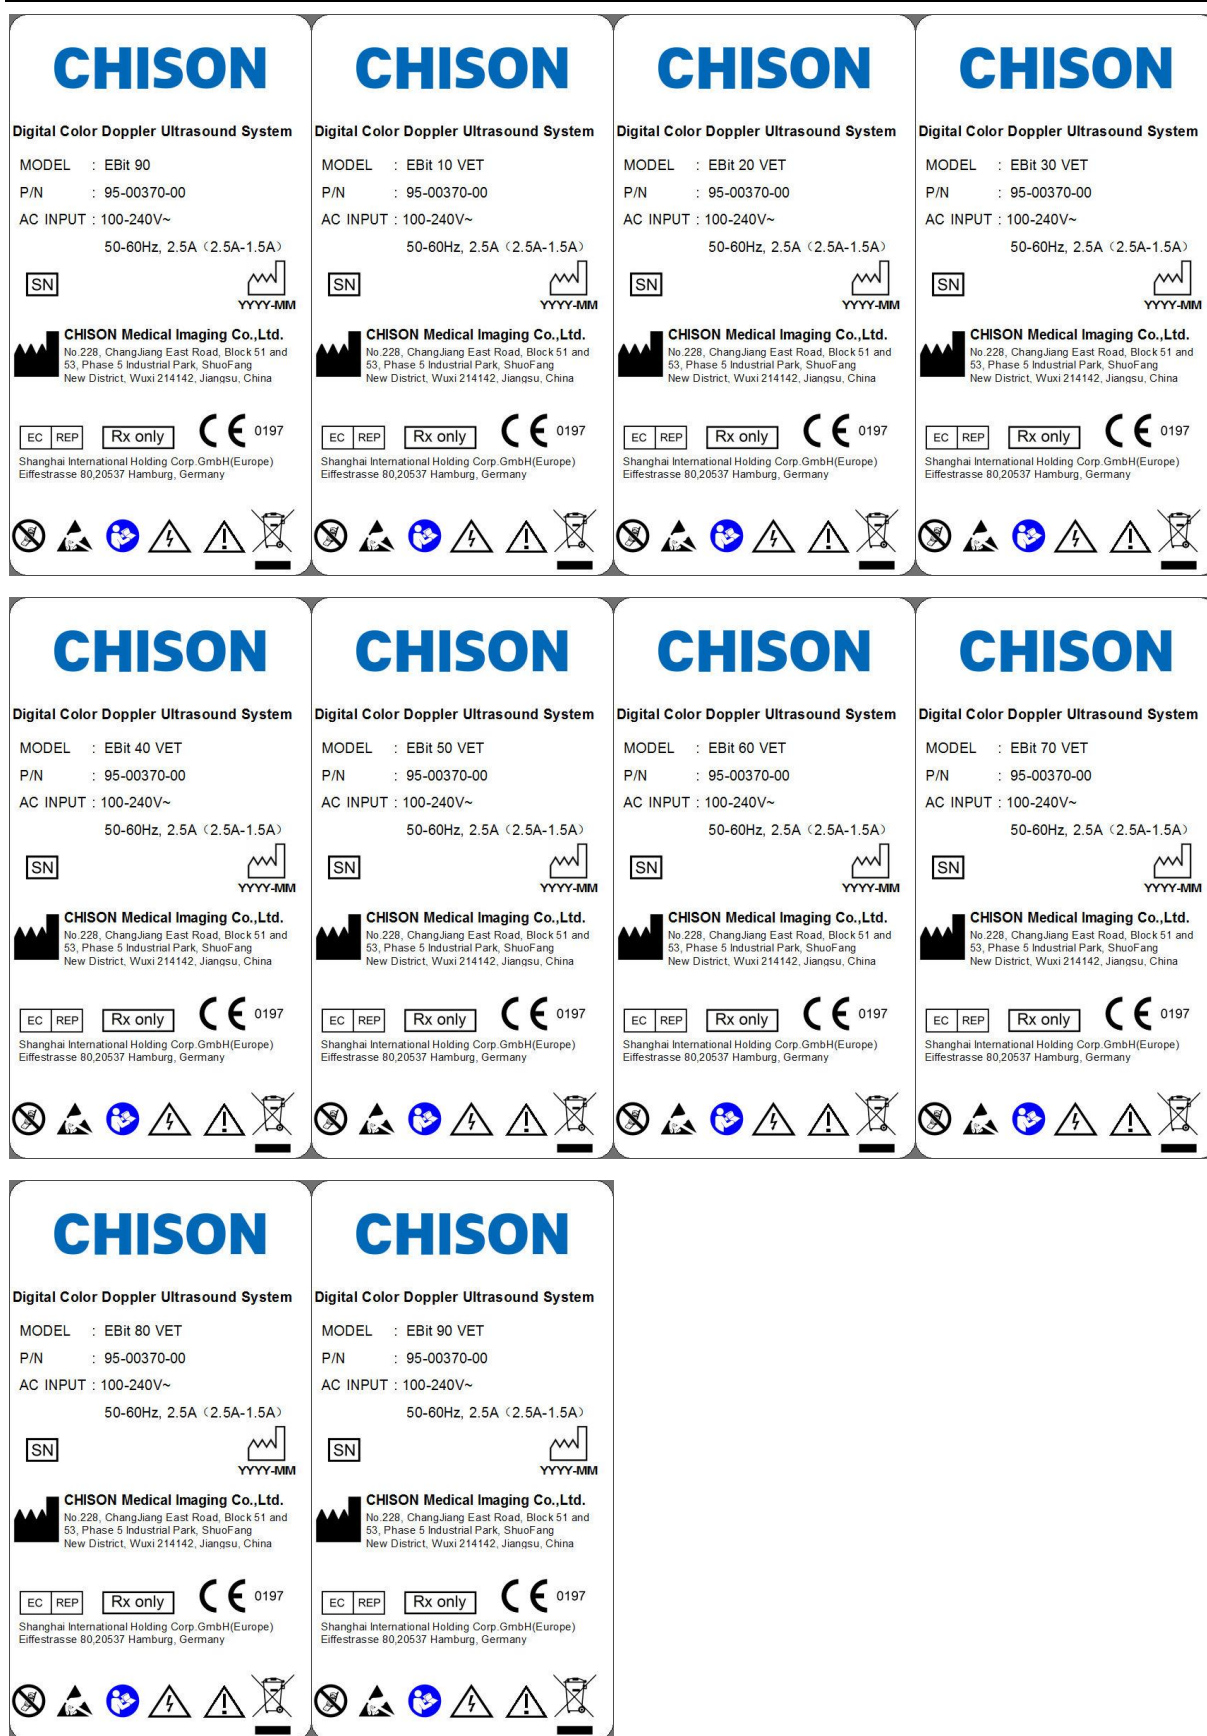 CHISON
Digital Color Doppler Ultrasound System
MODEL : EBit 90
P/N : 95-00370-00
AC INPUT : 100-240V~
50-60Hz, 2.5A（2.5A-1.5A）
SN
YYYY-MM
CHISON Medical Imaging Co.,Ltd.
No.228, ChangJiang East Road, Block 51 and
53, Phase 5 Industrial Park, ShuoFang
New District, Wuxi 214142, Jiangsu, China
EC REP Rx only CE 0197
Shanghai International Holding Corp.GmbH(Europe)
Eiffestrasse 80,20537 Hamburg, Germany
CHISON
Digital Color Doppler Ultrasound System
MODEL : EBit 10 VET
P/N : 95-00370-00
AC INPUT : 100-240V~
50-60Hz, 2.5A（2.5A-1.5A）
SN
YYYY-MM
CHISON Medical Imaging Co.,Ltd.
No.228, ChangJiang East Road, Block 51 and
53, Phase 5 Industrial Park, ShuoFang
New District, Wuxi 214142, Jiangsu, China
EC REP Rx only CE 0197
Shanghai International Holding Corp.GmbH(Europe)
Eiffestrasse 80,20537 Hamburg, Germany
CHISON
Digital Color Doppler Ultrasound System
MODEL : EBit 20 VET
P/N : 95-00370-00
AC INPUT : 100-240V~
50-60Hz, 2.5A（2.5A-1.5A）
SN
YYYY-MM
CHISON Medical Imaging Co.,Ltd.
No.228, ChangJiang East Road, Block 51 and
53, Phase 5 Industrial Park, ShuoFang
New District, Wuxi 214142, Jiangsu, China
EC REP Rx only CE 0197
Shanghai International Holding Corp.GmbH(Europe)
Eiffestrasse 80,20537 Hamburg, Germany
CHISON
Digital Color Doppler Ultrasound System
MODEL : EBit 30 VET
P/N : 95-00370-00
AC INPUT : 100-240V~
50-60Hz, 2.5A（2.5A-1.5A）
SN
YYYY-MM
CHISON Medical Imaging Co.,Ltd.
No.228, ChangJiang East Road, Block 51 and
53, Phase 5 Industrial Park, ShuoFang
New District, Wuxi 214142, Jiangsu, China
EC REP Rx only CE 0197
Shanghai International Holding Corp.GmbH(Europe)
Eiffestrasse 80,20537 Hamburg, Germany
CHISON
Digital Color Doppler Ultrasound System
MODEL : EBit 40 VET
P/N : 95-00370-00
AC INPUT : 100-240V~
50-60Hz, 2.5A（2.5A-1.5A）
SN
YYYY-MM
CHISON Medical Imaging Co.,Ltd.
No.228, ChangJiang East Road, Block 51 and
53, Phase 5 Industrial Park, ShuoFang
New District, Wuxi 214142, Jiangsu, China
EC REP Rx only CE 0197
Shanghai International Holding Corp.GmbH(Europe)
Eiffestrasse 80,20537 Hamburg, Germany
CHISON
Digital Color Doppler Ultrasound System
MODEL : EBit 50 VET
P/N : 95-00370-00
AC INPUT : 100-240V~
50-60Hz, 2.5A（2.5A-1.5A）
SN
YYYY-MM
CHISON Medical Imaging Co.,Ltd.
No.228, ChangJiang East Road, Block 51 and
53, Phase 5 Industrial Park, ShuoFang
New District, Wuxi 214142, Jiangsu, China
EC REP Rx only CE 0197
Shanghai International Holding Corp.GmbH(Europe)
Eiffestrasse 80,20537 Hamburg, Germany
CHISON
Digital Color Doppler Ultrasound System
MODEL : EBit 60 VET
P/N : 95-00370-00
AC INPUT : 100-240V~
50-60Hz, 2.5A（2.5A-1.5A）
SN
YYYY-MM
CHISON Medical Imaging Co.,Ltd.
No.228, ChangJiang East Road, Block 51 and
53, Phase 5 Industrial Park, ShuoFang
New District, Wuxi 214142, Jiangsu, China
EC REP Rx only CE 0197
Shanghai International Holding Corp.GmbH(Europe)
Eiffestrasse 80,20537 Hamburg, Germany
CHISON
Digital Color Doppler Ultrasound System
MODEL : EBit 70 VET
P/N : 95-00370-00
AC INPUT : 100-240V~
50-60Hz, 2.5A（2.5A-1.5A）
SN
YYYY-MM
CHISON Medical Imaging Co.,Ltd.
No.228, ChangJiang East Road, Block 51 and
53, Phase 5 Industrial Park, ShuoFang
New District, Wuxi 214142, Jiangsu, China
EC REP Rx only CE 0197
Shanghai International Holding Corp.GmbH(Europe)
Eiffestrasse 80,20537 Hamburg, Germany
CHISON
Digital Color Doppler Ultrasound System
MODEL : EBit 80 VET
P/N : 95-00370-00
AC INPUT : 100-240V~
50-60Hz, 2.5A（2.5A-1.5A）
SN
YYYY-MM
CHISON Medical Imaging Co.,Ltd.
No.228, ChangJiang East Road, Block 51 and
53, Phase 5 Industrial Park, ShuoFang
New District, Wuxi 214142, Jiangsu, China
EC REP Rx only CE 0197
Shanghai International Holding Corp.GmbH(Europe)
Eiffestrasse 80,20537 Hamburg, Germany
CHISON
Digital Color Doppler Ultrasound System
MODEL : EBit 90 VET
P/N : 95-00370-00
AC INPUT : 100-240V~
50-60Hz, 2.5A（2.5A-1.5A）
SN
YYYY-MM
CHISON Medical Imaging Co.,Ltd.
No.228, ChangJiang East Road, Block 51 and
53, Phase 5 Industrial Park, ShuoFang
New District, Wuxi 214142, Jiangsu, China
EC REP Rx only CE 0197
Shanghai International Holding Corp.GmbH(Europe)
Eiffestrasse 80,20537 Hamburg, Germany